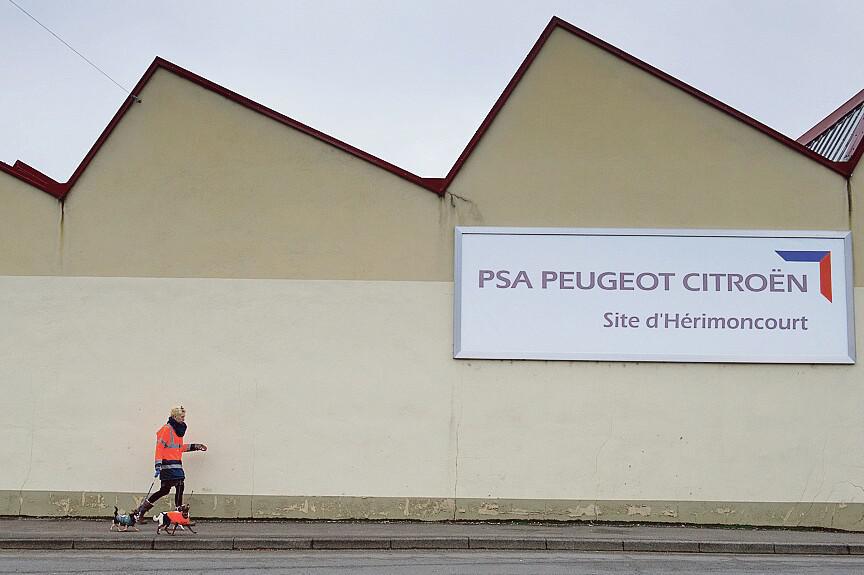 PSA PEUGEOT CITROËN
Site d'Hérimoncourt